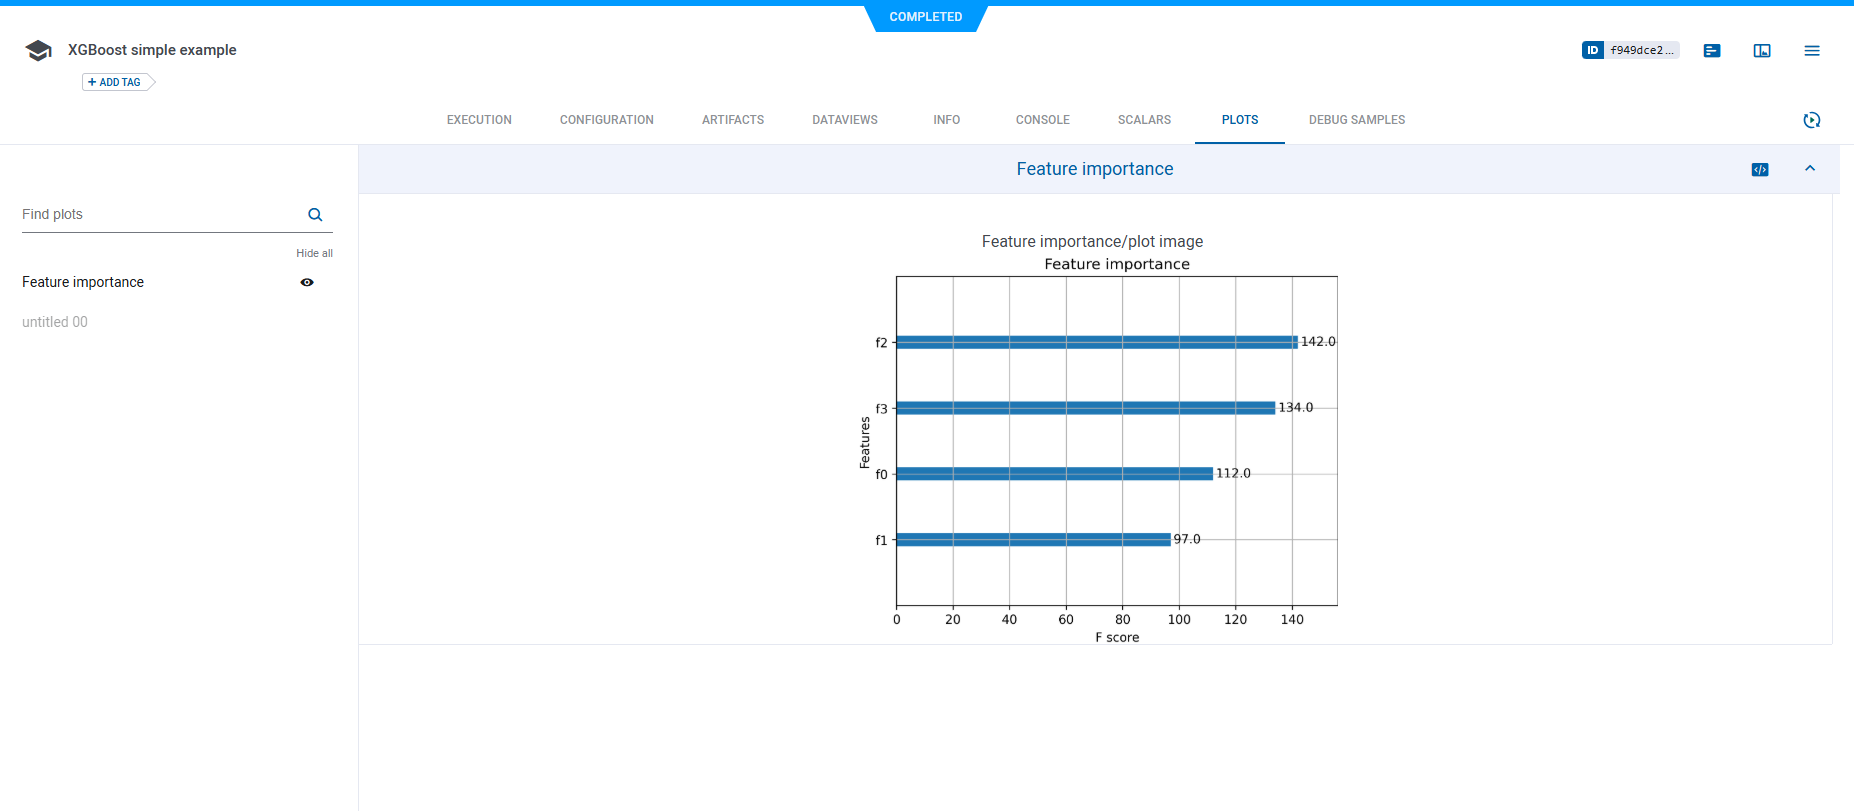 COMPLETED
XGBoost simple example
ID f949dce2...
+ ADD TAG
EXECUTION CONFIGURATION ARTIFACTS DATAVIEWS INFO CONSOLE SCALARS PLOTS DEBUG SAMPLES
Feature importance
Find plots
Hide all
Feature importance
untitled 00
Feature importance/plot image
Feature importance
Features
f2 142.0
f3 134.0
f0 112.0
f1 97.0
0 20 40 60 80 100 120 140
F score